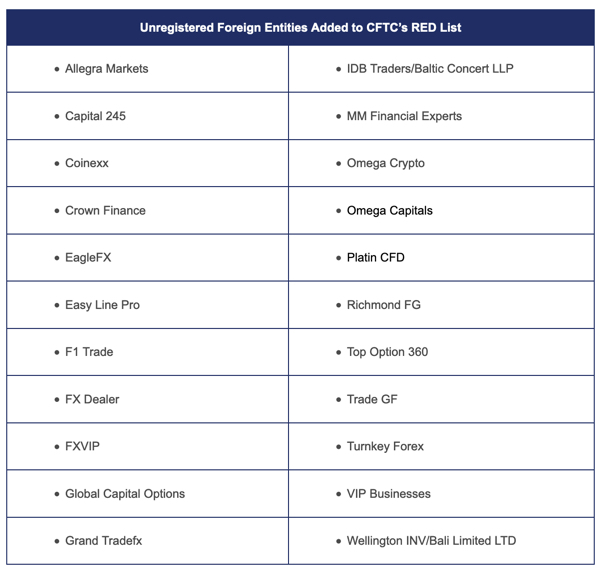 Unregistered Foreign Entities Added to CFTC's RED List
• Allegra Markets
• IDB Traders/Baltic Concert LLP
• Capital 245
• MM Financial Experts
• Coinexx
• Omega Crypto
• Crown Finance
• Omega Capitals
• EagleFX
• Platin CFD
• Easy Line Pro
• Richmond FG
• F1 Trade
• Top Option 360
• FX Dealer
• Trade GF
• FXVIP
• Turnkey Forex
• Global Capital Options
• VIP Businesses
• Grand Tradefx
• Wellington INV/Bali Limited LTD